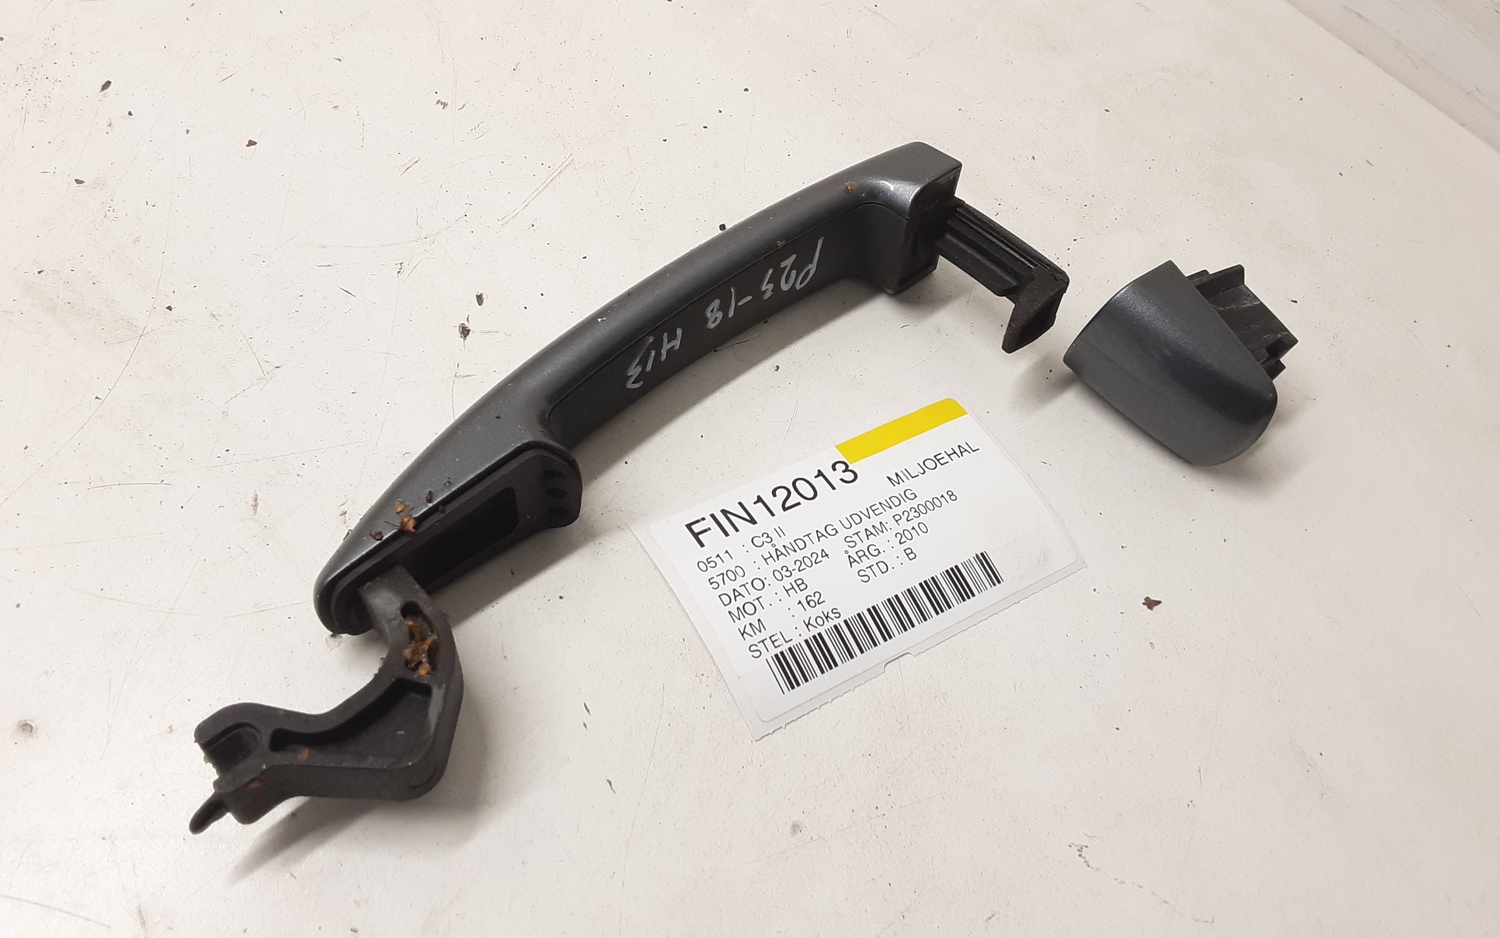 P23-18 H13
FIN12013 MILJOEHAL
0511 : C3 II
5700 : HÅNDTAG UDVENDIG
DATO: 03-2024 STAM: P2300018
MOT. : HB ÅRG. : 2010
KM : 162 STD. : B
STEL : Koks